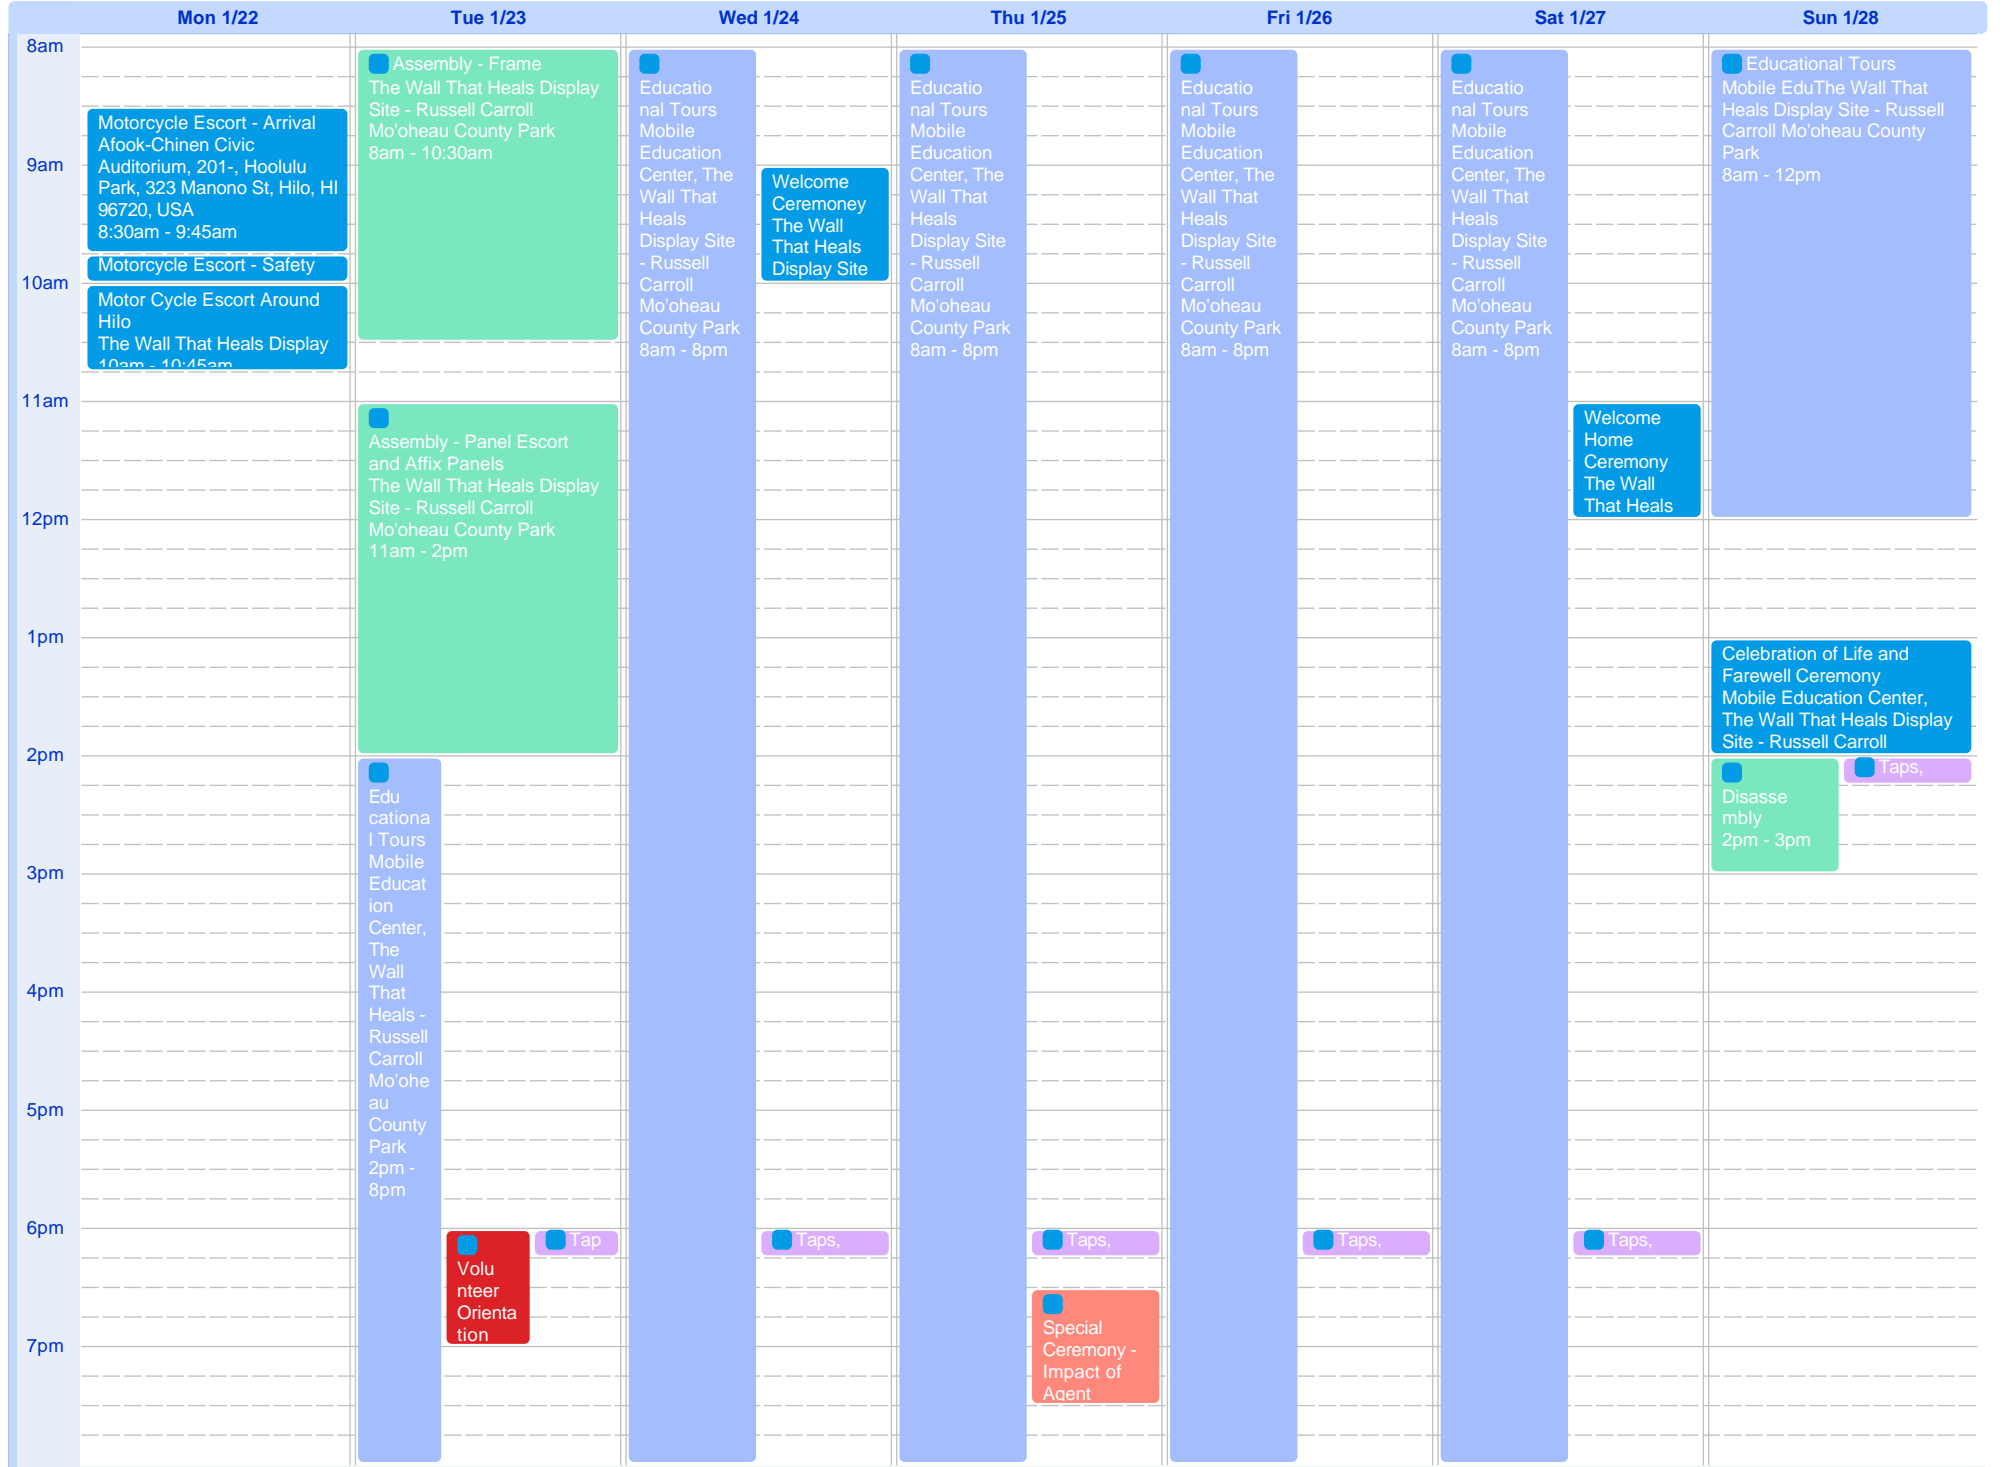 Mon 1/22
Tue 1/23
Wed 1/24
Thu 1/25
Fri 1/26
Sat 1/27
Sun 1/28
8am
9am
10am
11am
12pm
1pm
2pm
3pm
4pm
5pm
6pm
7pm
Motorcycle Escort - Arrival
Afook-Chinen Civic
Auditorium, 201-, Hoolulu
Park, 323 Manono St, Hilo, HI
96720, USA
8:30am - 9:45am
Motorcycle Escort - Safety
Motor Cycle Escort Around
Hilo
The Wall That Heals Display
10am - 10:45am
Assembly - Frame
The Wall That Heals Display
Site - Russell Carroll
Mo'oheau County Park
8am - 10:30am
Assembly - Panel Escort
and Affix Panels
The Wall That Heals Display
Site - Russell Carroll
Mo'oheau County Park
11am - 2pm
Edu
cationa
l Tours
Mobile
Educat
ion
Center,
The
Wall
That
Heals -
Russell
Carroll
Mo'ohe
au
County
Park
2pm -
8pm
Volu
nteer
Orienta
tion
Tap
Educatio
nal Tours
Mobile
Education
Center, The
Wall That
Heals
Display Site
- Russell
Carroll
Mo'oheau
County Park
8am - 8pm
Welcome
Ceremoney
The Wall
That Heals
Display Site
Taps,
Educatio
nal Tours
Mobile
Education
Center, The
Wall That
Heals
Display Site
- Russell
Carroll
Mo'oheau
County Park
8am - 8pm
Taps,
Special
Ceremony -
Impact of
Agent
Educatio
nal Tours
Mobile
Education
Center, The
Wall That
Heals
Display Site
- Russell
Carroll
Mo'oheau
County Park
8am - 8pm
Taps,
Educatio
nal Tours
Mobile
Education
Center, The
Wall That
Heals
Display Site
- Russell
Carroll
Mo'oheau
County Park
8am - 8pm
Welcome
Home
Ceremony
The Wall
That Heals
Taps,
Educational Tours
Mobile EduThe Wall That
Heals Display Site - Russell
Carroll Mo'oheau County
Park
8am - 12pm
Celebration of Life and
Farewell Ceremony
Mobile Education Center,
The Wall That Heals Display
Site - Russell Carroll
Disasse
mbly
2pm - 3pm
Taps,